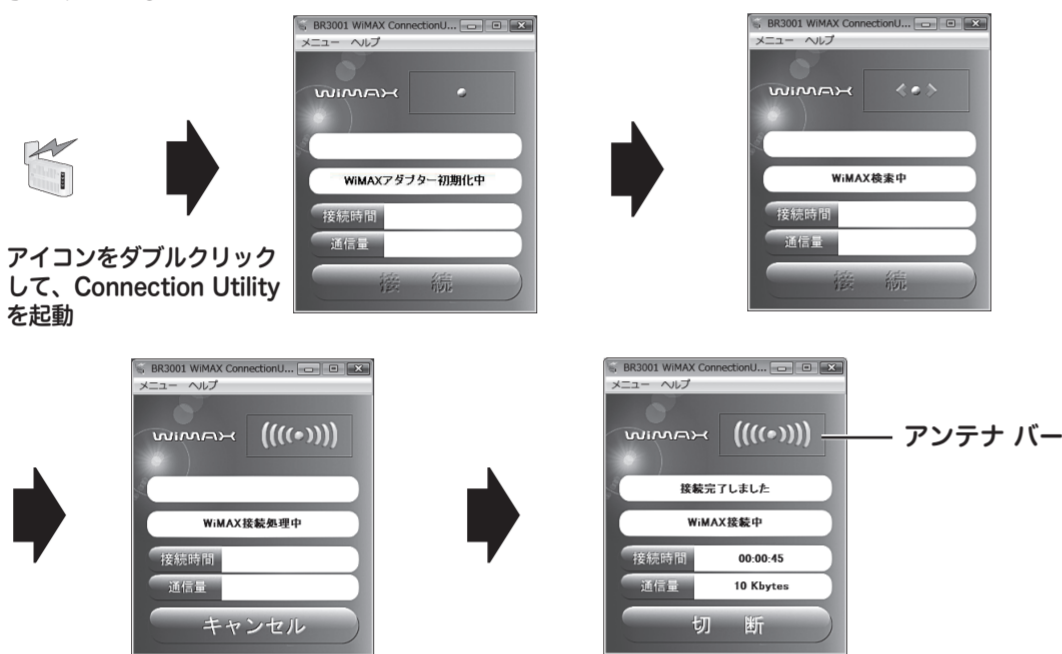 BR3001 WiMAX ConnectionU...
メニュー ヘルプ
WiMAX
WiMAXアダプター初期化中
接続時間
通信量
接 続
BR3001 WiMAX ConnectionU...
メニュー ヘルプ
WiMAX
WiMAX検索中
接続時間
通信量
接 続
アイコンをダブルクリック
して、Connection Utility
を起動
BR3001 WiMAX ConnectionU...
メニュー ヘルプ
WiMAX
WiMAX接続処理中
接続時間
通信量
キャンセル
BR3001 WiMAX ConnectionU...
メニュー ヘルプ
WiMAX
接続完了しました
WiMAX接続中
接続時間 00:00:45
通信量 10 Kbytes
切 断
アンテナ バー